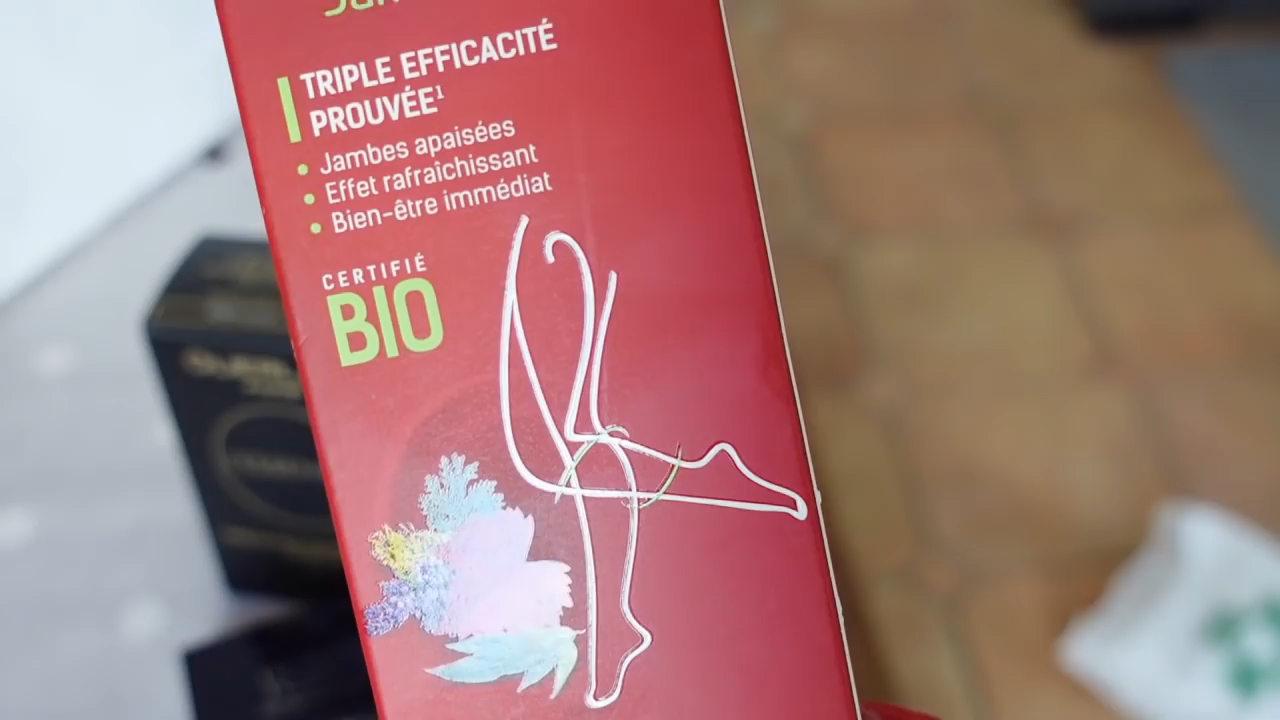 TRIPLE EFFICACITÉ
PROUVÉE¹
• Jambes apaisées
• Effet rafraîchissant
• Bien-être immédiat
CERTIFIÉ
BIO